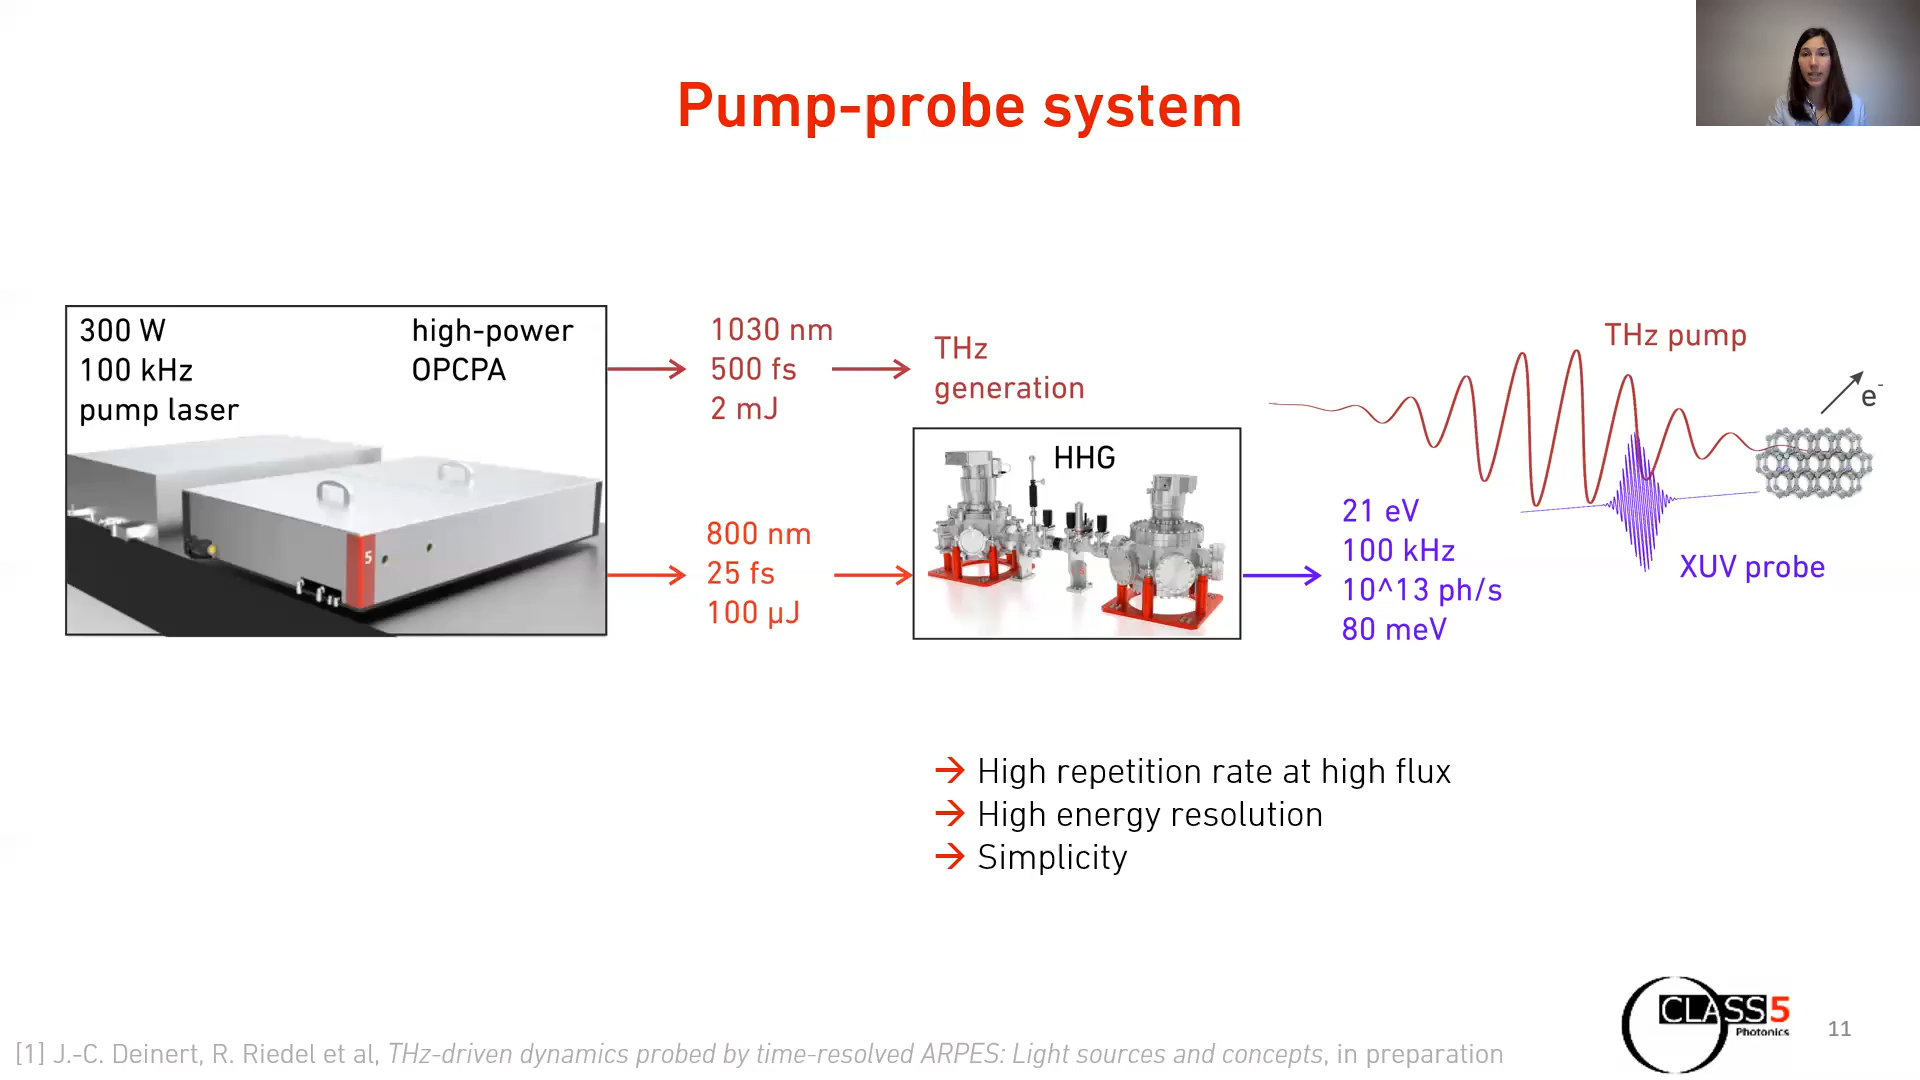 Pump-probe system
300 W
100 kHz
pump laser
high-power
OPCPA
1030 nm
500 fs
2 mJ
THz
generation
THz pump
e-
HHG
800 nm
25 fs
100 µJ
21 eV
100 kHz
10^13 ph/s
80 meV
XUV probe
5
→ High repetition rate at high flux
→ High energy resolution
→ Simplicity
CLASS5
Photonics
11
[1] J.-C. Deinert, R. Riedel et al, THz-driven dynamics probed by time-resolved ARPES: Light sources and concepts, in preparation